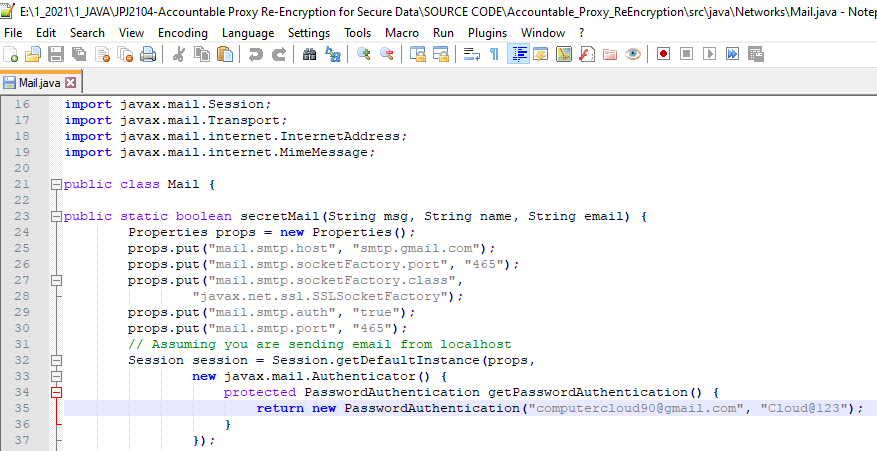 E:\1_2021\1_JAVA\JPJ2104-Accountable Proxy Re-Encryption for Secure Data\SOURCE CODE\Accountable_Proxy_ReEncryption\src\java\Networks\Mail.java - Notep
File Edit Search View Encoding Language Settings Tools Macro Run Plugins Window ?
Mail.java
16 import javax.mail.Session;
17 import javax.mail.Transport;
18 import javax.mail.internet.InternetAddress;
19 import javax.mail.internet.MimeMessage;
20
21 public class Mail {
22
23 public static boolean secretMail(String msg, String name, String email) {
24 Properties props = new Properties();
25 props.put("mail.smtp.host", "smtp.gmail.com");
26 props.put("mail.smtp.socketFactory.port", "465");
27 props.put("mail.smtp.socketFactory.class",
28 "javax.net.ssl.SSLSocketFactory");
29 props.put("mail.smtp.auth", "true");
30 props.put("mail.smtp.port", "465");
31 // Assuming you are sending email from localhost
32 Session session = Session.getDefaultInstance(props,
33 new javax.mail.Authenticator() {
34 protected PasswordAuthentication getPasswordAuthentication() {
35 return new PasswordAuthentication("computercloud90@gmail.com", "Cloud@123");
36 }
37 });